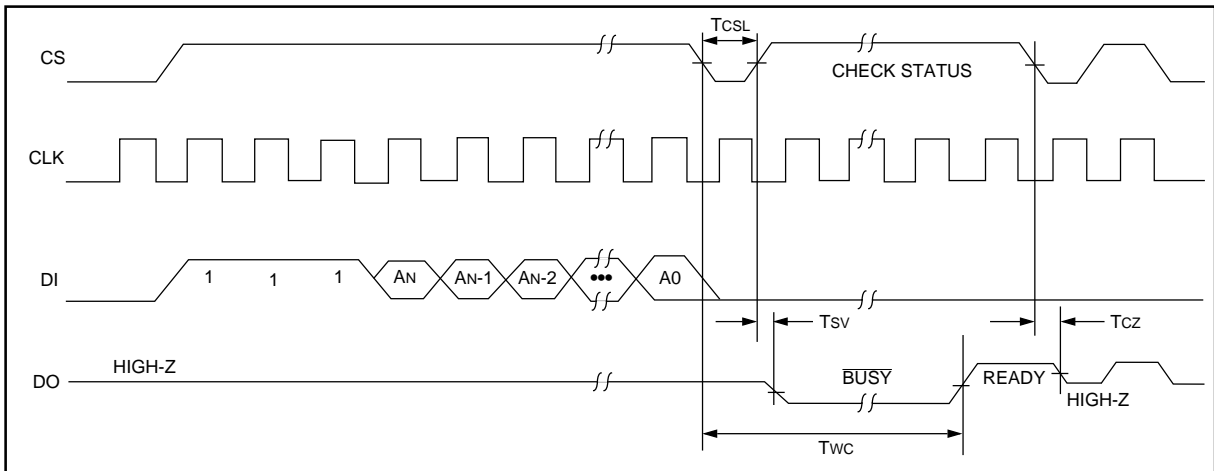 TCSL
CS
CHECK STATUS
CLK
DI
1 1 1 AN AN-1 AN-2 ••• A0
TSV
TCZ
HIGH-Z
DO
BUSY
READY
HIGH-Z
TWC